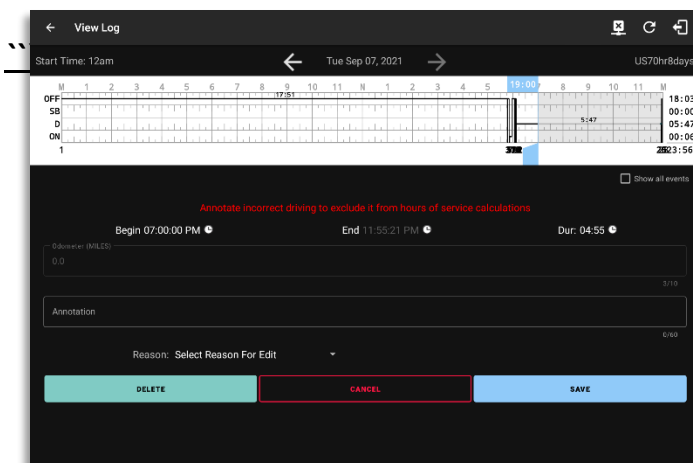 View Log
Start Time: 12am
Tue Sep 07, 2021
US70hr8days
M 1 2 3 4 5 6 7 8 9 10 11 N 1 2 3 4 5 19:00 8 9 10 11 M
OFF 17:51 18:03
SB 00:00
D 5:47 05:47
ON 00:06
1 23:56
Show all events
Annotate incorrect driving to exclude it from hours of service calculations
Begin 07:00:00 PM End 11:55:21 PM Dur: 04:55
Odometer (MILES)
0.0
3/10
Annotation
0/60
Reason: Select Reason For Edit
DELETE CANCEL SAVE